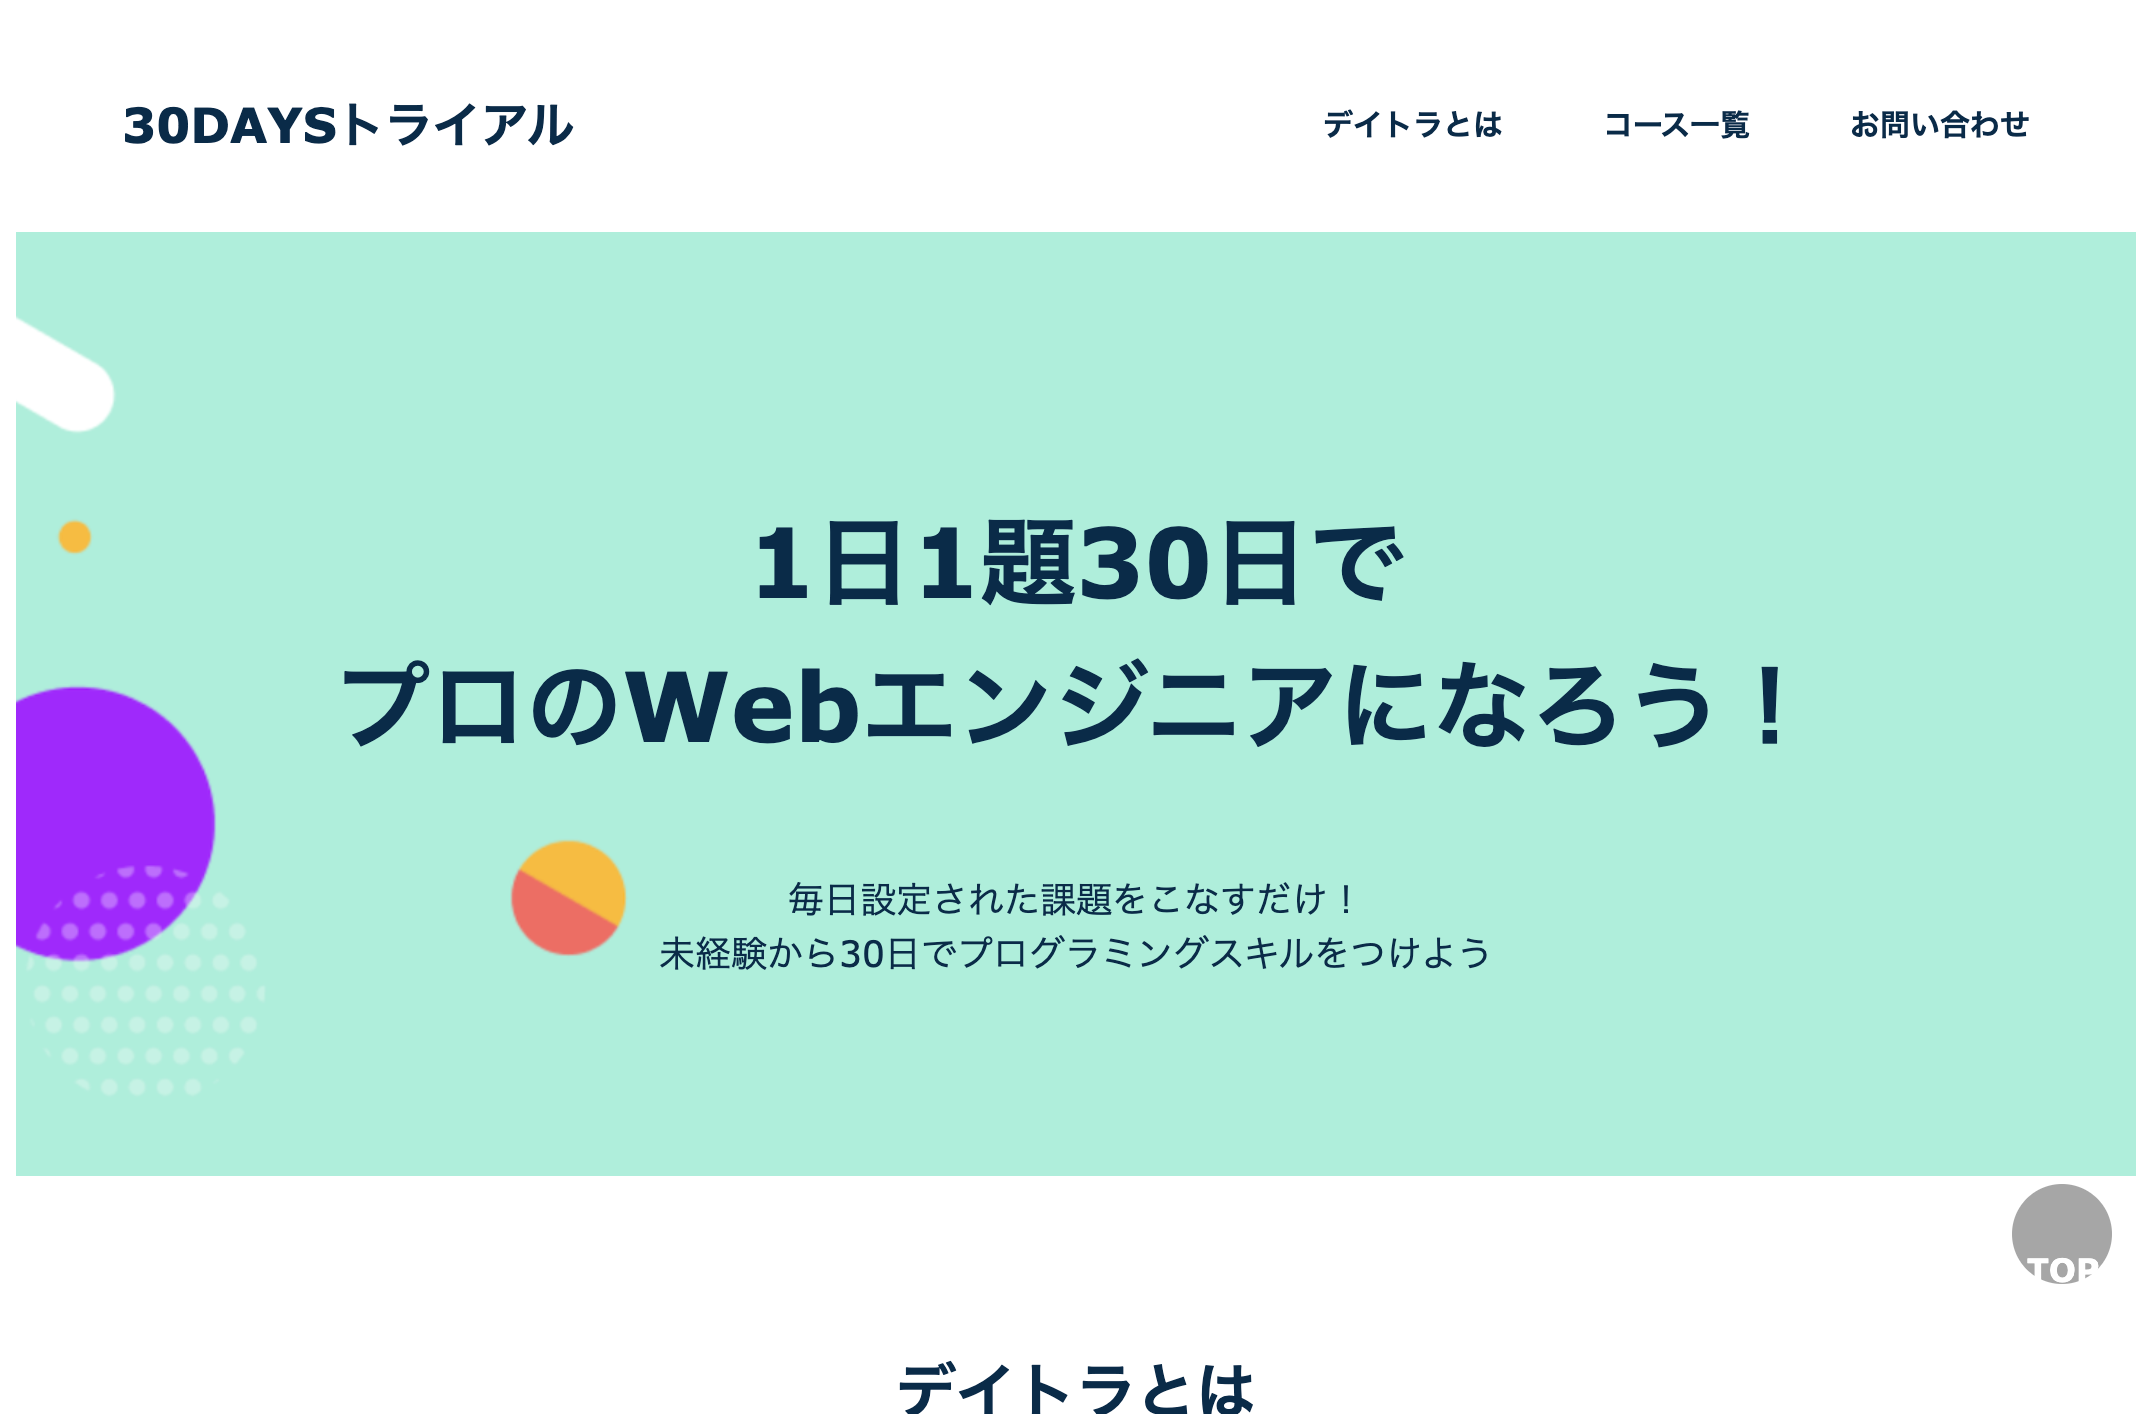 30DAYSトライアル
デイトラとは
コース一覧
お問い合わせ
1日1題30日で
プロのWebエンジニアになろう！
毎日設定された課題をこなすだけ！
未経験から30日でプログラミングスキルをつけよう
TOP
デイトラとは